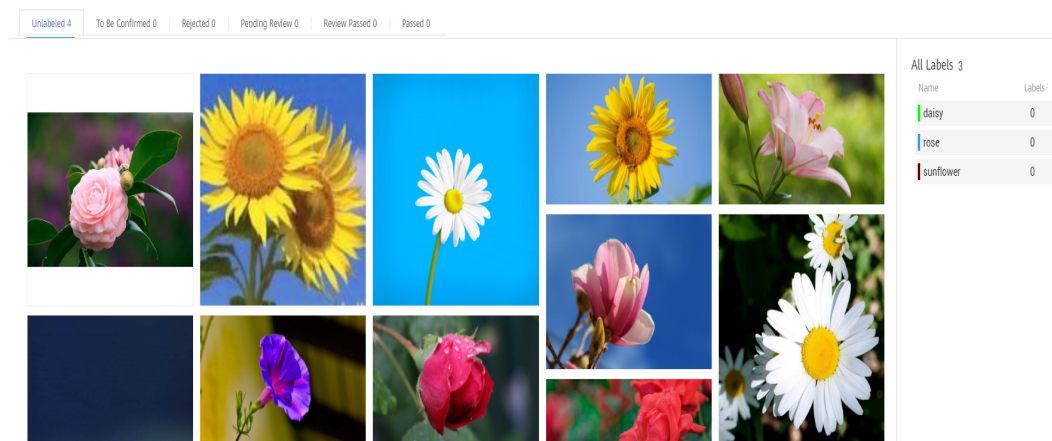 Unlabeled 4 To Be Confirmed 0 Rejected 0 Pending Review 0 Review Passed 0 Passed 0
All Labels 3
Name Labels
daisy 0
rose 0
sunflower 0